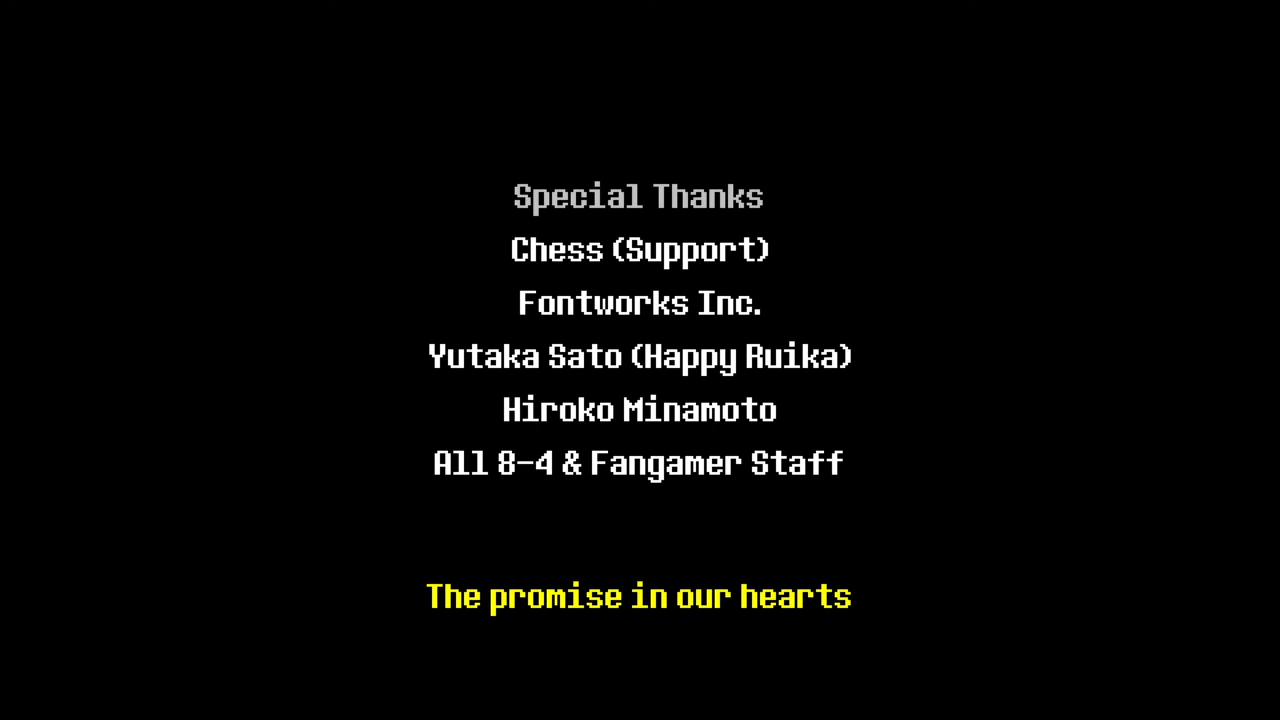 Special Thanks
Chess (Support)
Fontworks Inc.
Yutaka Sato (Happy Ruika)
Hiroko Minamoto
All 8-4 & Fangamer Staff
The promise in our hearts